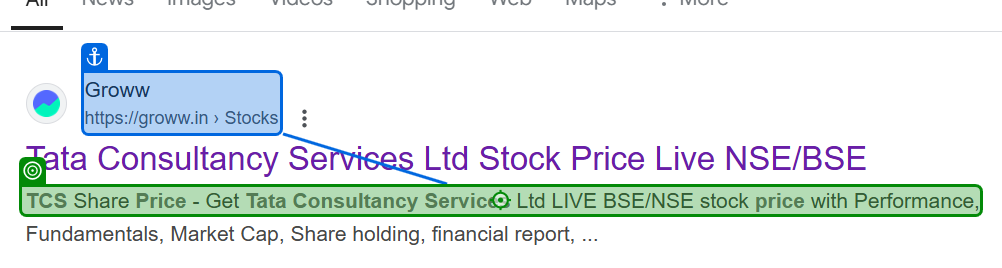 All News Images Videos Shopping Web Maps More
Groww
https://groww.in › Stocks
Tata Consultancy Services Ltd Stock Price Live NSE/BSE
TCS Share Price - Get Tata Consultancy Services Ltd LIVE BSE/NSE stock price with Performance,
Fundamentals, Market Cap, Share holding, financial report, ...